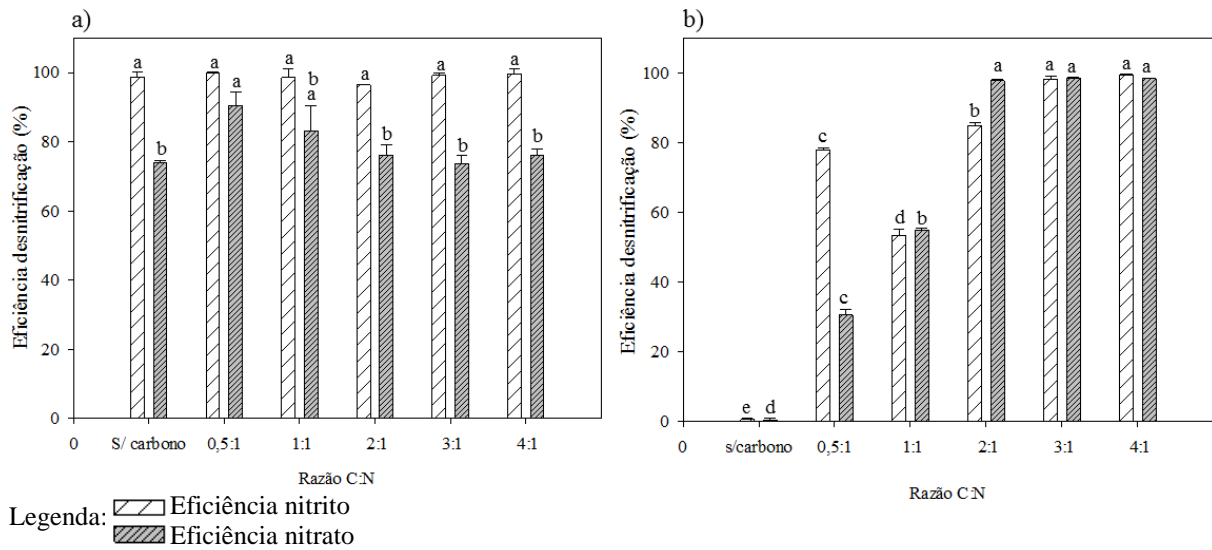 a)
Eficiência desnitrificação (%)
100
80
60
40
20
0
a b
a a
a b a
a b
a b
a b
0 S/ carbono 0,5:1 1:1 2:1 3:1 4:1
Razão C:N
b)
Eficiência desnitrificação (%)
100
80
60
40
20
0
e d
c c
d b
b a
a a
a a
0 s/carbono 0,5:1 1:1 2:1 3:1 4:1
Razão C:N
Legenda:
Eficiência nitrito
Eficiência nitrato